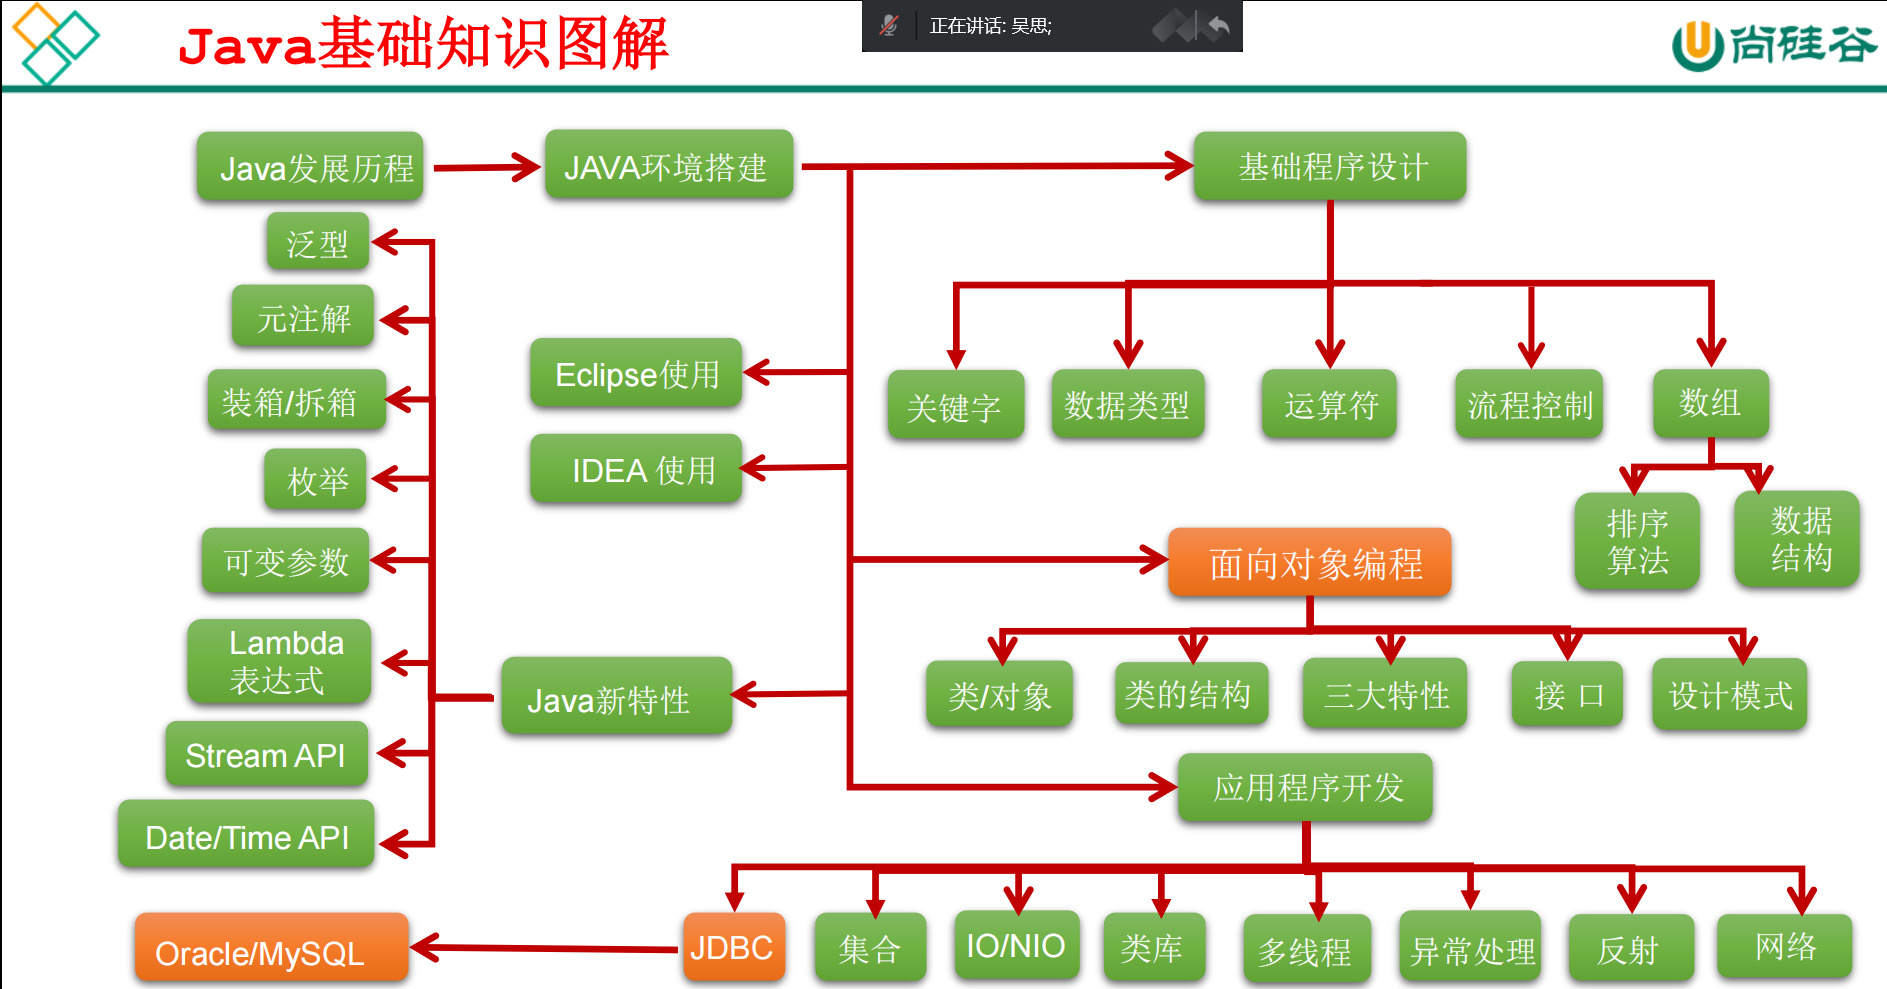 Java基础知识图解
正在讲话: 吴思;
尚硅谷
Java发展历程
JAVA环境搭建
基础程序设计
泛型
元注解
装箱/拆箱
枚举
可变参数
Lambda
表达式
Stream API
Date/Time API
Eclipse使用
IDEA 使用
Java新特性
关键字
数据类型
运算符
流程控制
数组
排序
算法
数据
结构
面向对象编程
类/对象
类的结构
三大特性
接 口
设计模式
应用程序开发
Oracle/MySQL
JDBC
集合
IO/NIO
类库
多线程
异常处理
反射
网络